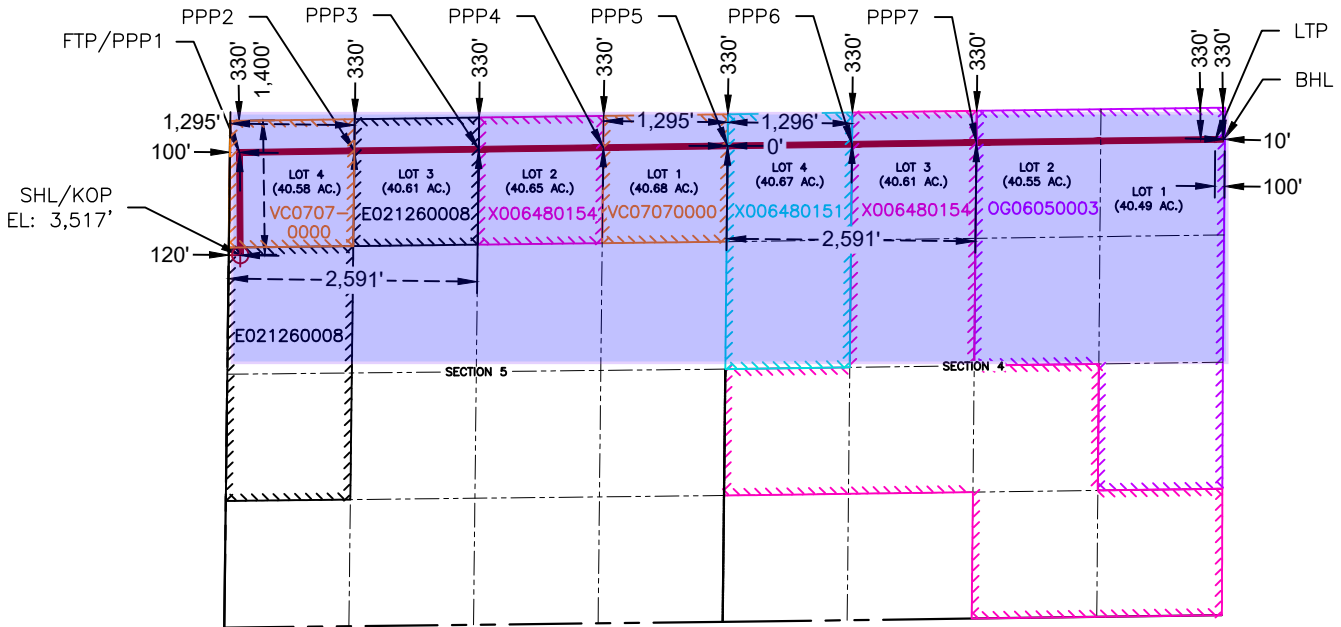 FTP/PPP1
PPP2
PPP3
PPP4
PPP5
PPP6
PPP7
LTP
BHL
330'
1,400'
330'
330'
330'
330'
330'
330'
330'
330'
1,295'
1,295'
1,296'
100'
0'
10'
100'
SHL/KOP
EL: 3,517'
120'
LOT 4
(40.58 AC.)
VC0707-
0000
LOT 3
(40.61 AC.)
E021260008
LOT 2
(40.65 AC.)
X006480154
LOT 1
(40.68 AC.)
VC07070000
LOT 4
(40.67 AC.)
X006480151
LOT 3
(40.61 AC.)
X006480154
LOT 2
(40.55 AC.)
OG06050003
LOT 1
(40.49 AC.)
2,591'
2,591'
E021260008
SECTION 5
SECTION 4